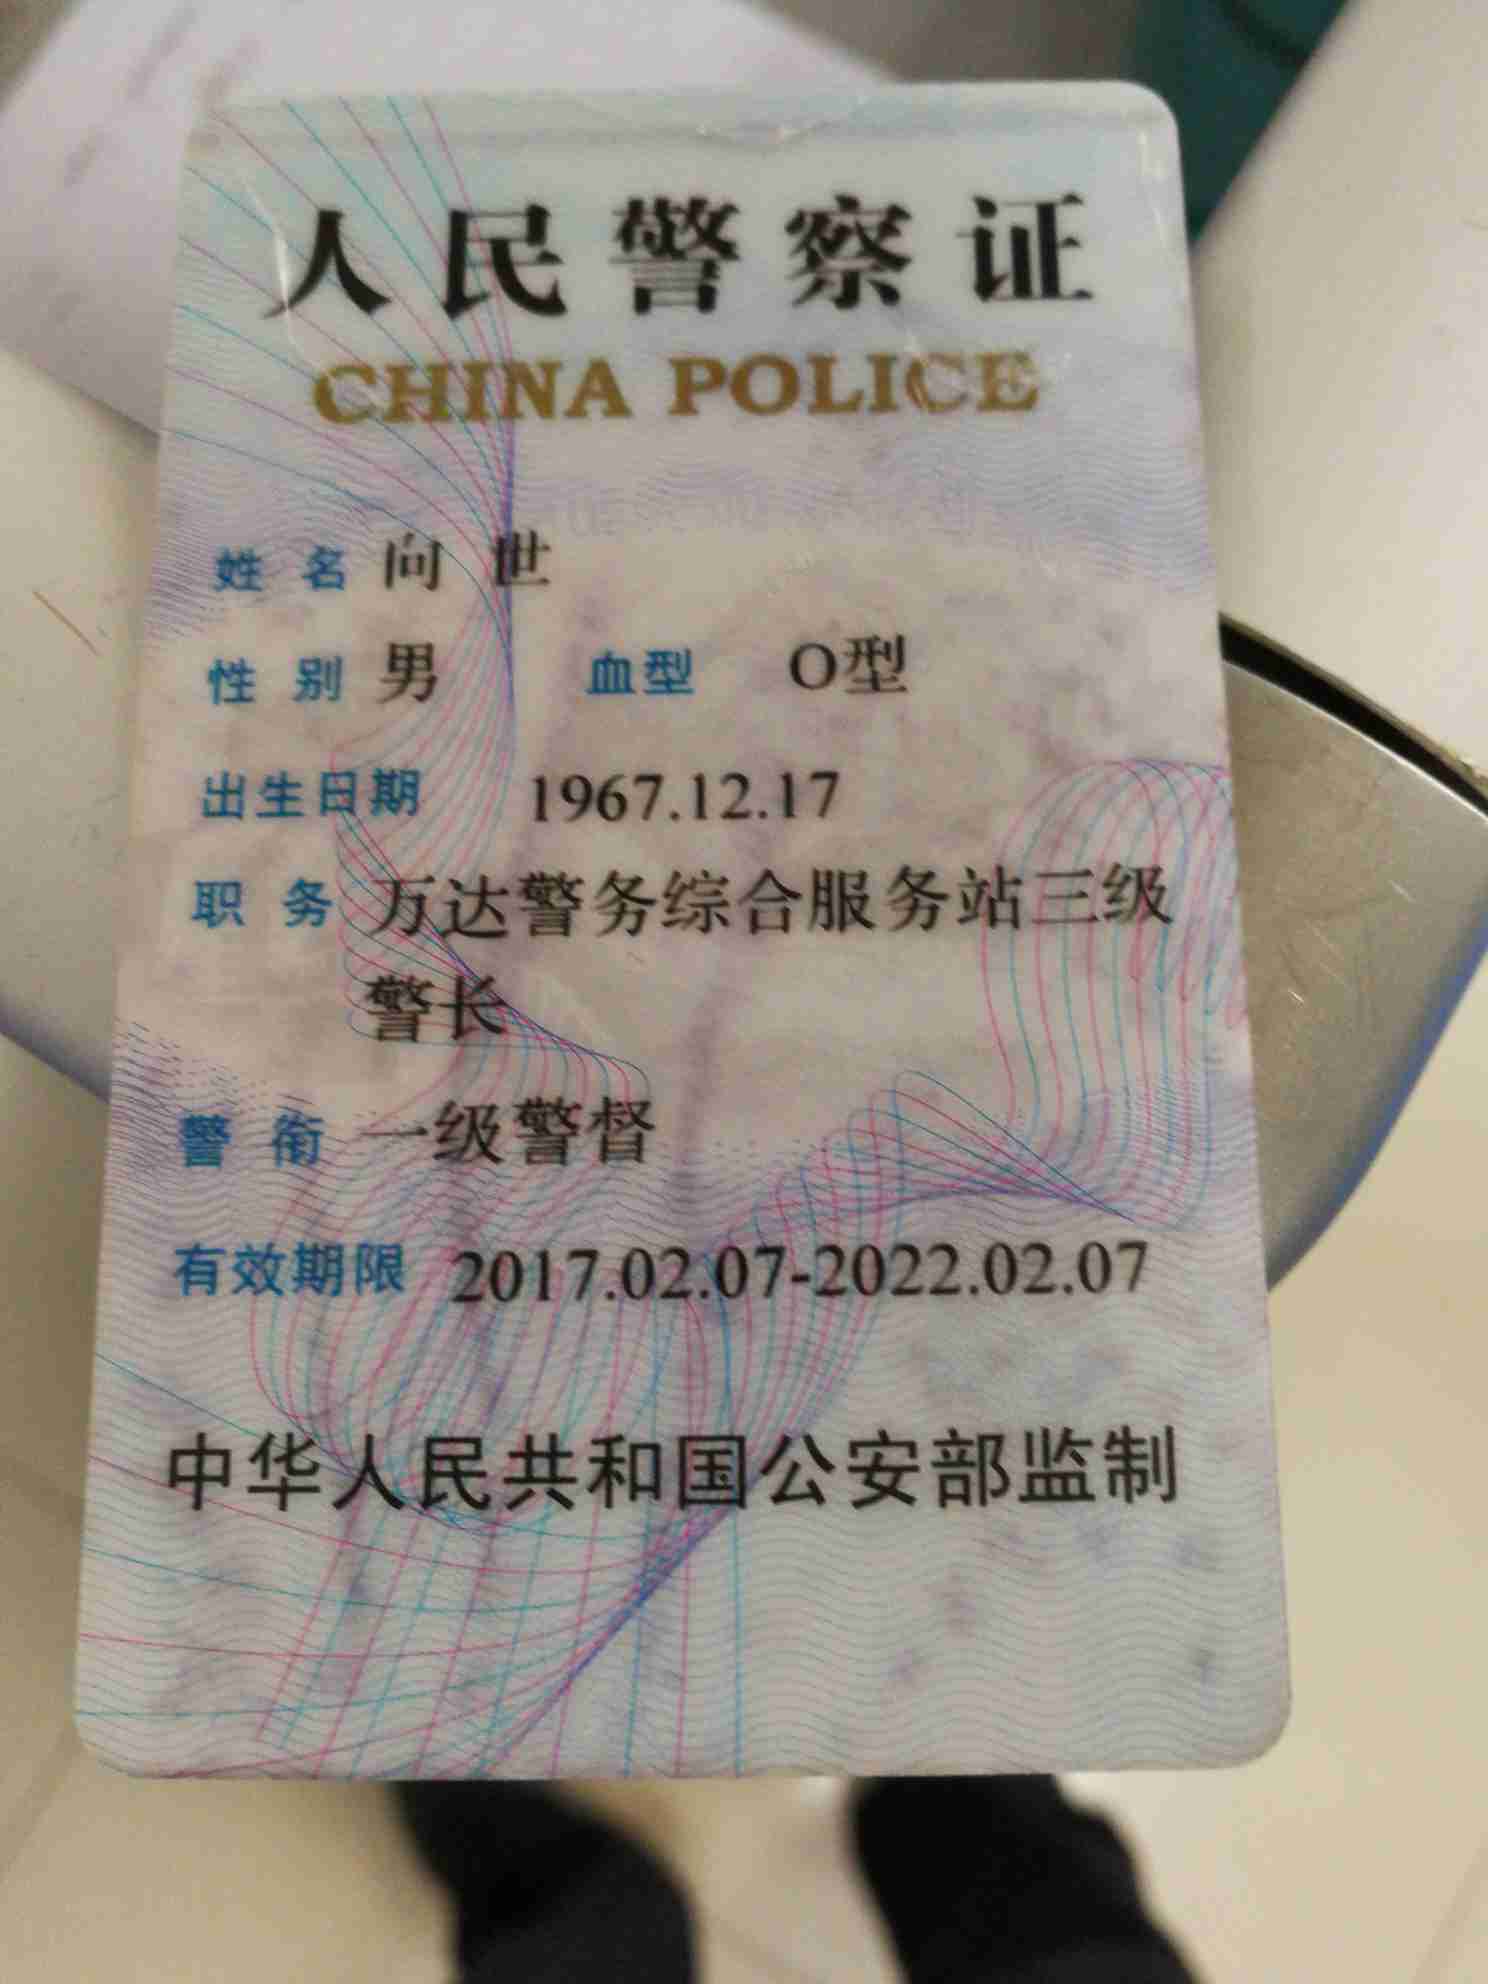 人民警察证
CHINA POLICE
姓 名 向 世
性 别 男 血型 O型
出生日期 1967.12.17
职 务 万达警务综合服务站三级
警长
警 衔 一级警督
有效期限 2017.02.07-2022.02.07
中华人民共和国公安部监制